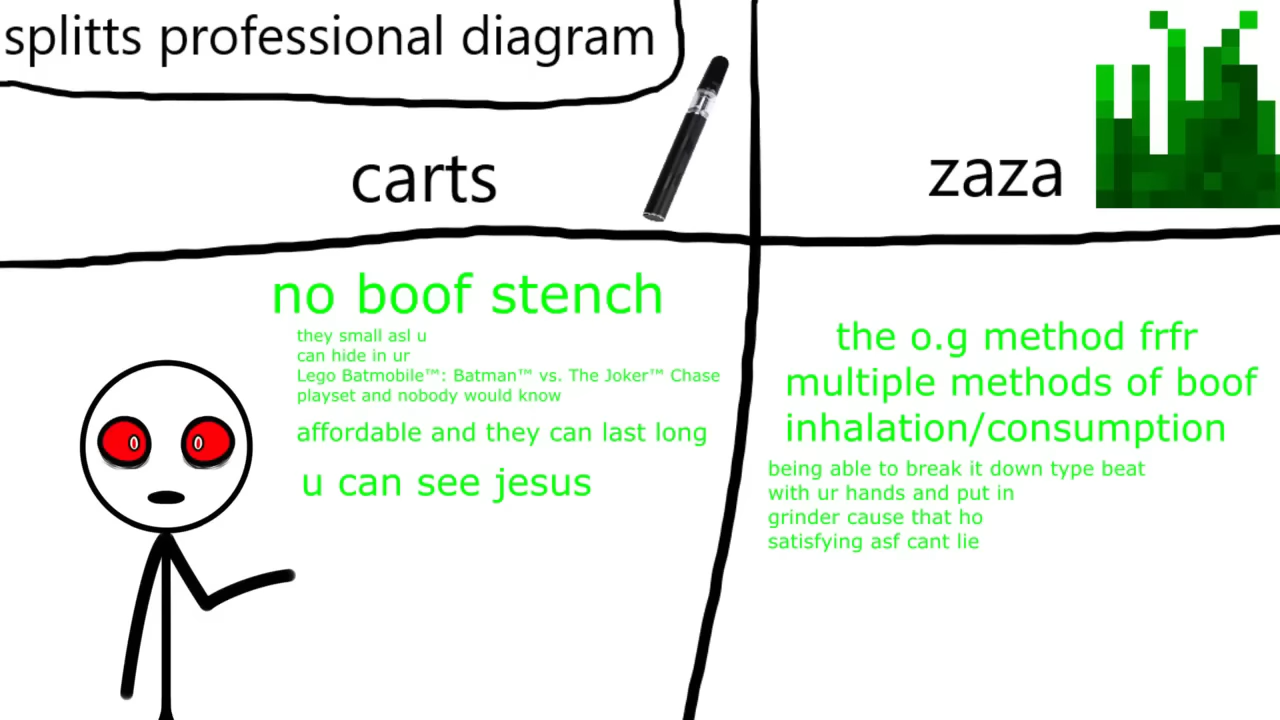 splitts professional diagram
carts
zaza
no boof stench
they small asl u
can hide in ur
Lego Batmobile™: Batman™ vs. The Joker™ Chase
playset and nobody would know
affordable and they can last long
u can see jesus
the o.g method frfr
multiple methods of boof
inhalation/consumption
being able to break it down type beat
with ur hands and put in
grinder cause that ho
satisfying asf cant lie